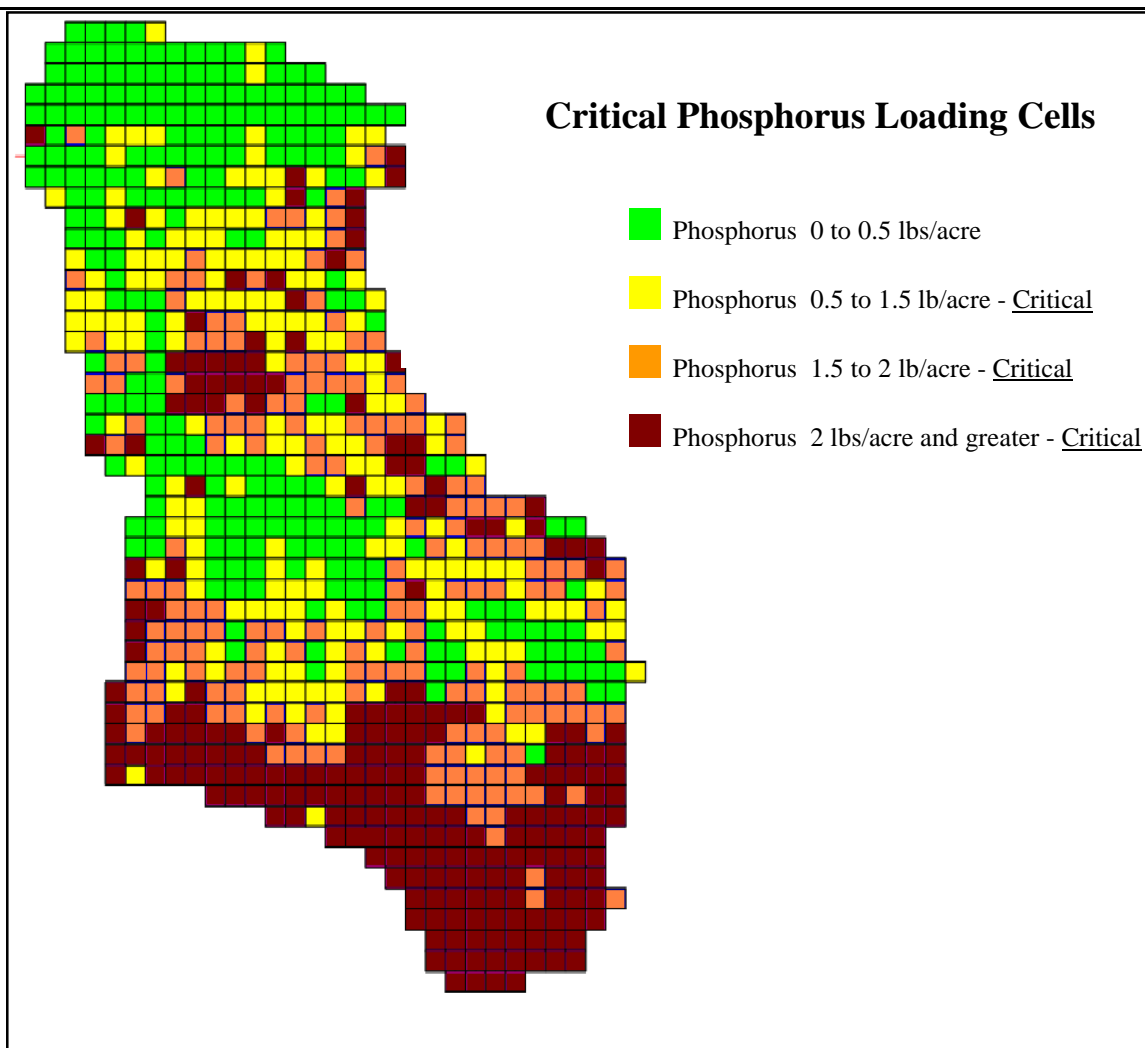 Critical Phosphorus Loading Cells
Phosphorus 0 to 0.5 lbs/acre
Phosphorus 0.5 to 1.5 lb/acre - Critical
Phosphorus 1.5 to 2 lb/acre - Critical
Phosphorus 2 lbs/acre and greater - Critical